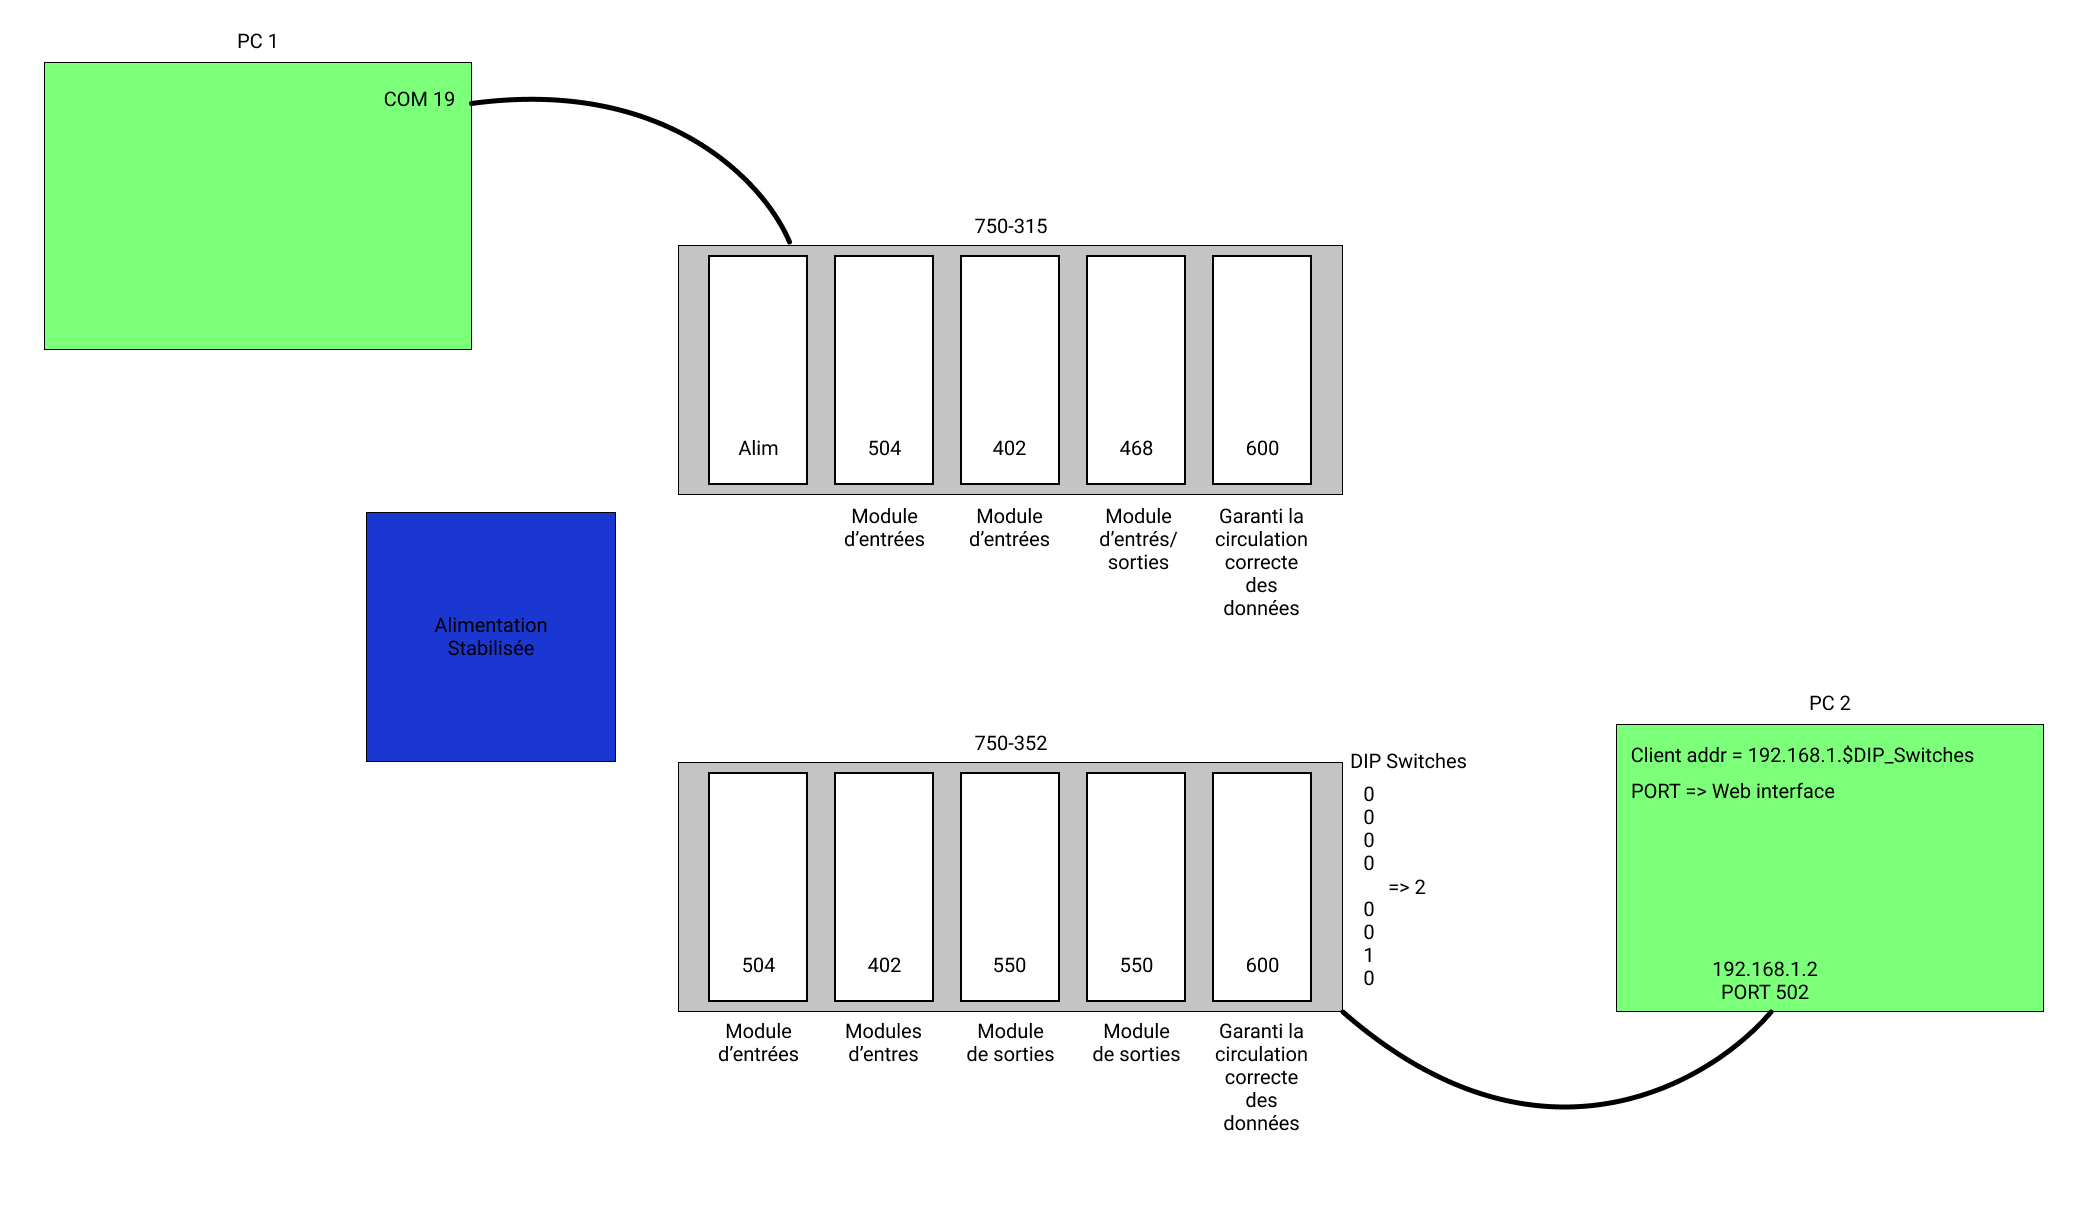 PC 1
COM 19
750-315
Alim
504
402
468
600
Module
d’entrées
Module
d’entrées
Module
d’entrés/
sorties
Garanti la
circulation
correcte
des
données
Alimentation
Stabilisée
750-352
504
402
550
550
600
Module
d’entrées
Modules
d’entres
Module
de sorties
Module
de sorties
Garanti la
circulation
correcte
des
données
DIP Switches
0
0
0
0
=> 2
0
0
1
0
PC 2
Client addr = 192.168.1.$DIP_Switches
PORT => Web interface
192.168.1.2
PORT 502